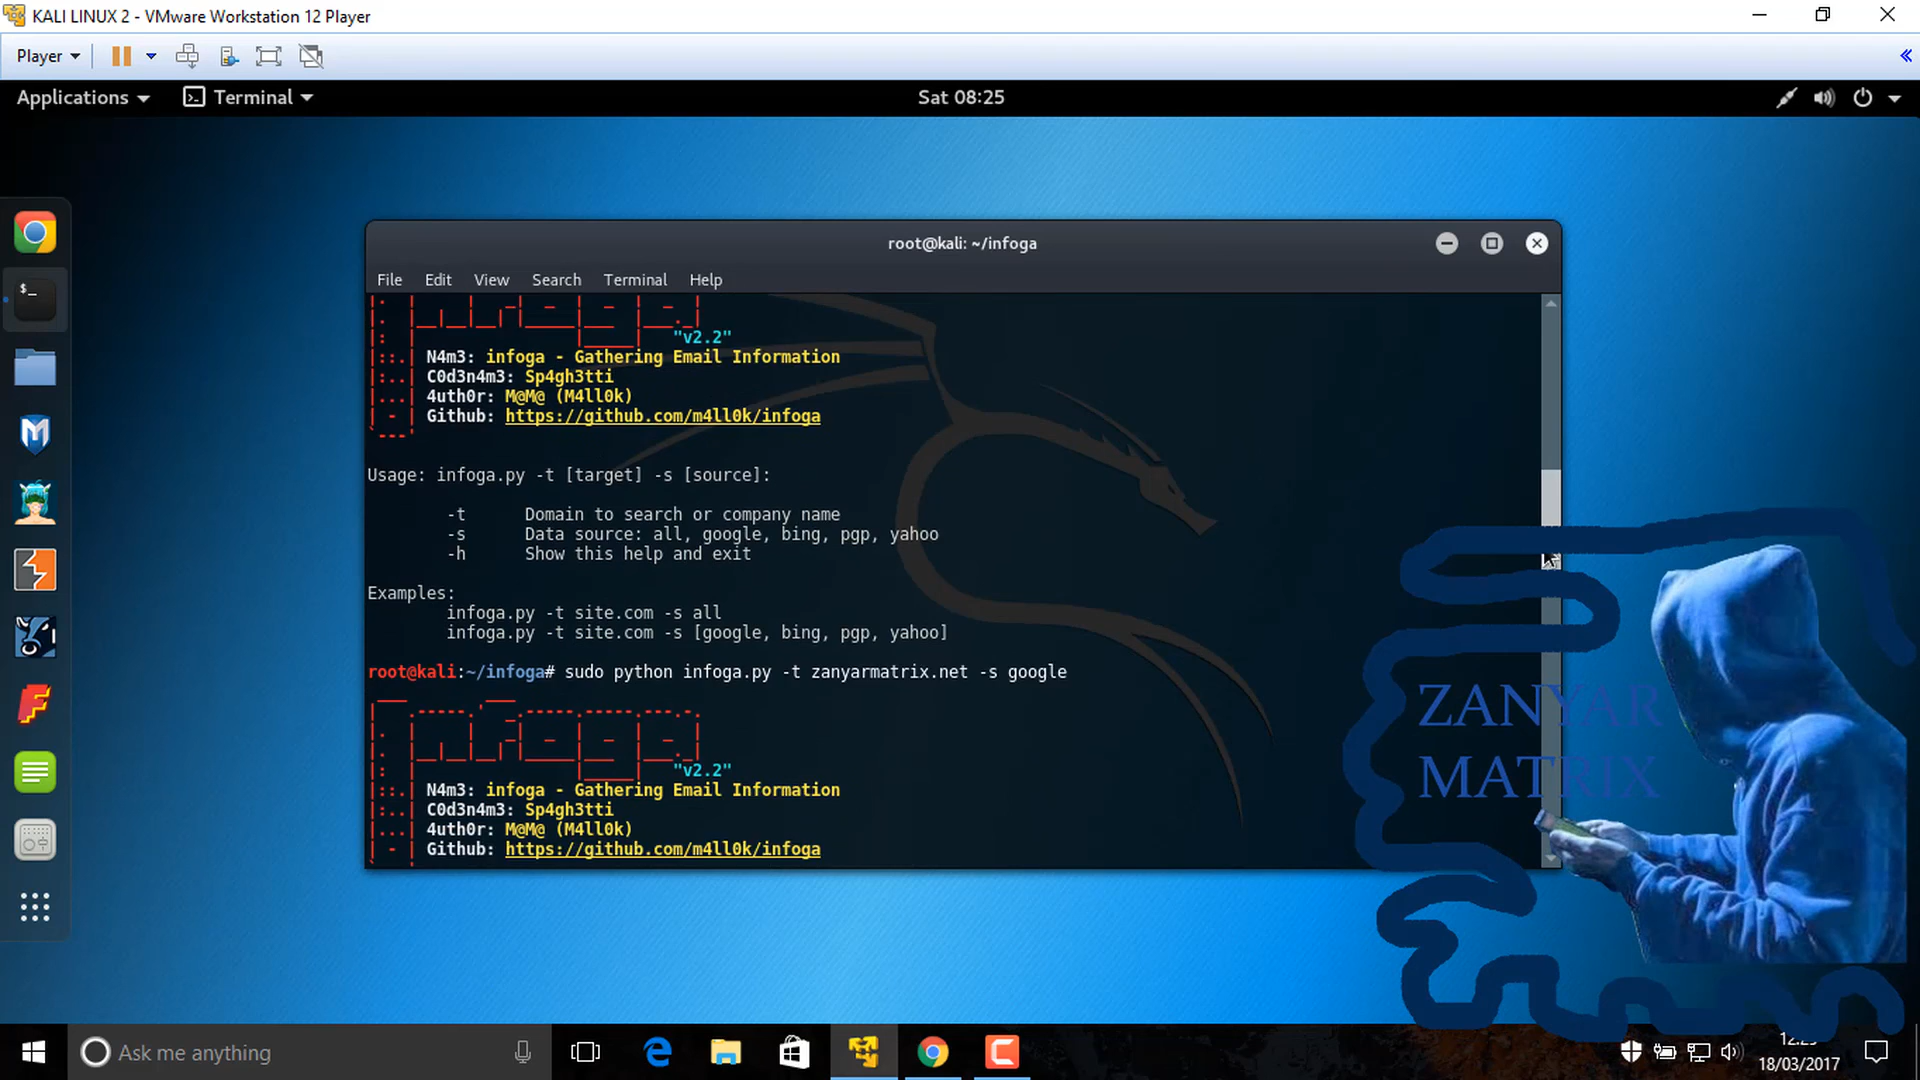 KALI LINUX 2 - VMware Workstation 12 Player
Player
Applications
Terminal
Sat 08:25
root@kali: ~/infoga
File Edit View Search Terminal Help
"v2.2"
N4m3: infoga - Gathering Email Information
C0d3n4m3: Sp4gh3tti
4uth0r: M@M@ (M4ll0k)
Github: https://github.com/m4ll0k/infoga
Usage: infoga.py -t [target] -s [source]:
-t Domain to search or company name
-s Data source: all, google, bing, pgp, yahoo
-h Show this help and exit
Examples:
infoga.py -t site.com -s all
infoga.py -t site.com -s [google, bing, pgp, yahoo]
root@kali:~/infoga# sudo python infoga.py -t zanyarmatrix.net -s google
"v2.2"
N4m3: infoga - Gathering Email Information
C0d3n4m3: Sp4gh3tti
4uth0r: M@M@ (M4ll0k)
Github: https://github.com/m4ll0k/infoga
ZANYAR
MATRIX
Ask me anything
18/03/2017